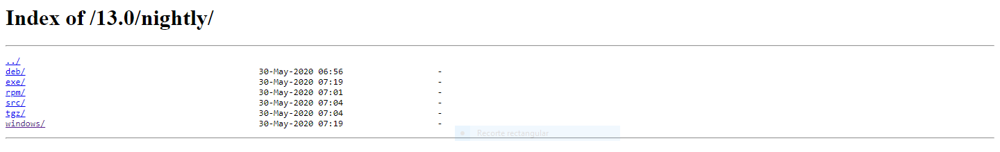 Index of /13.0/nightly/
../
deb/ 30-May-2020 06:56 -
exe/ 30-May-2020 07:19 -
rpm/ 30-May-2020 07:01 -
src/ 30-May-2020 07:04 -
tgz/ 30-May-2020 07:04 -
windows/ 30-May-2020 07:19 -
Recorte rectangular